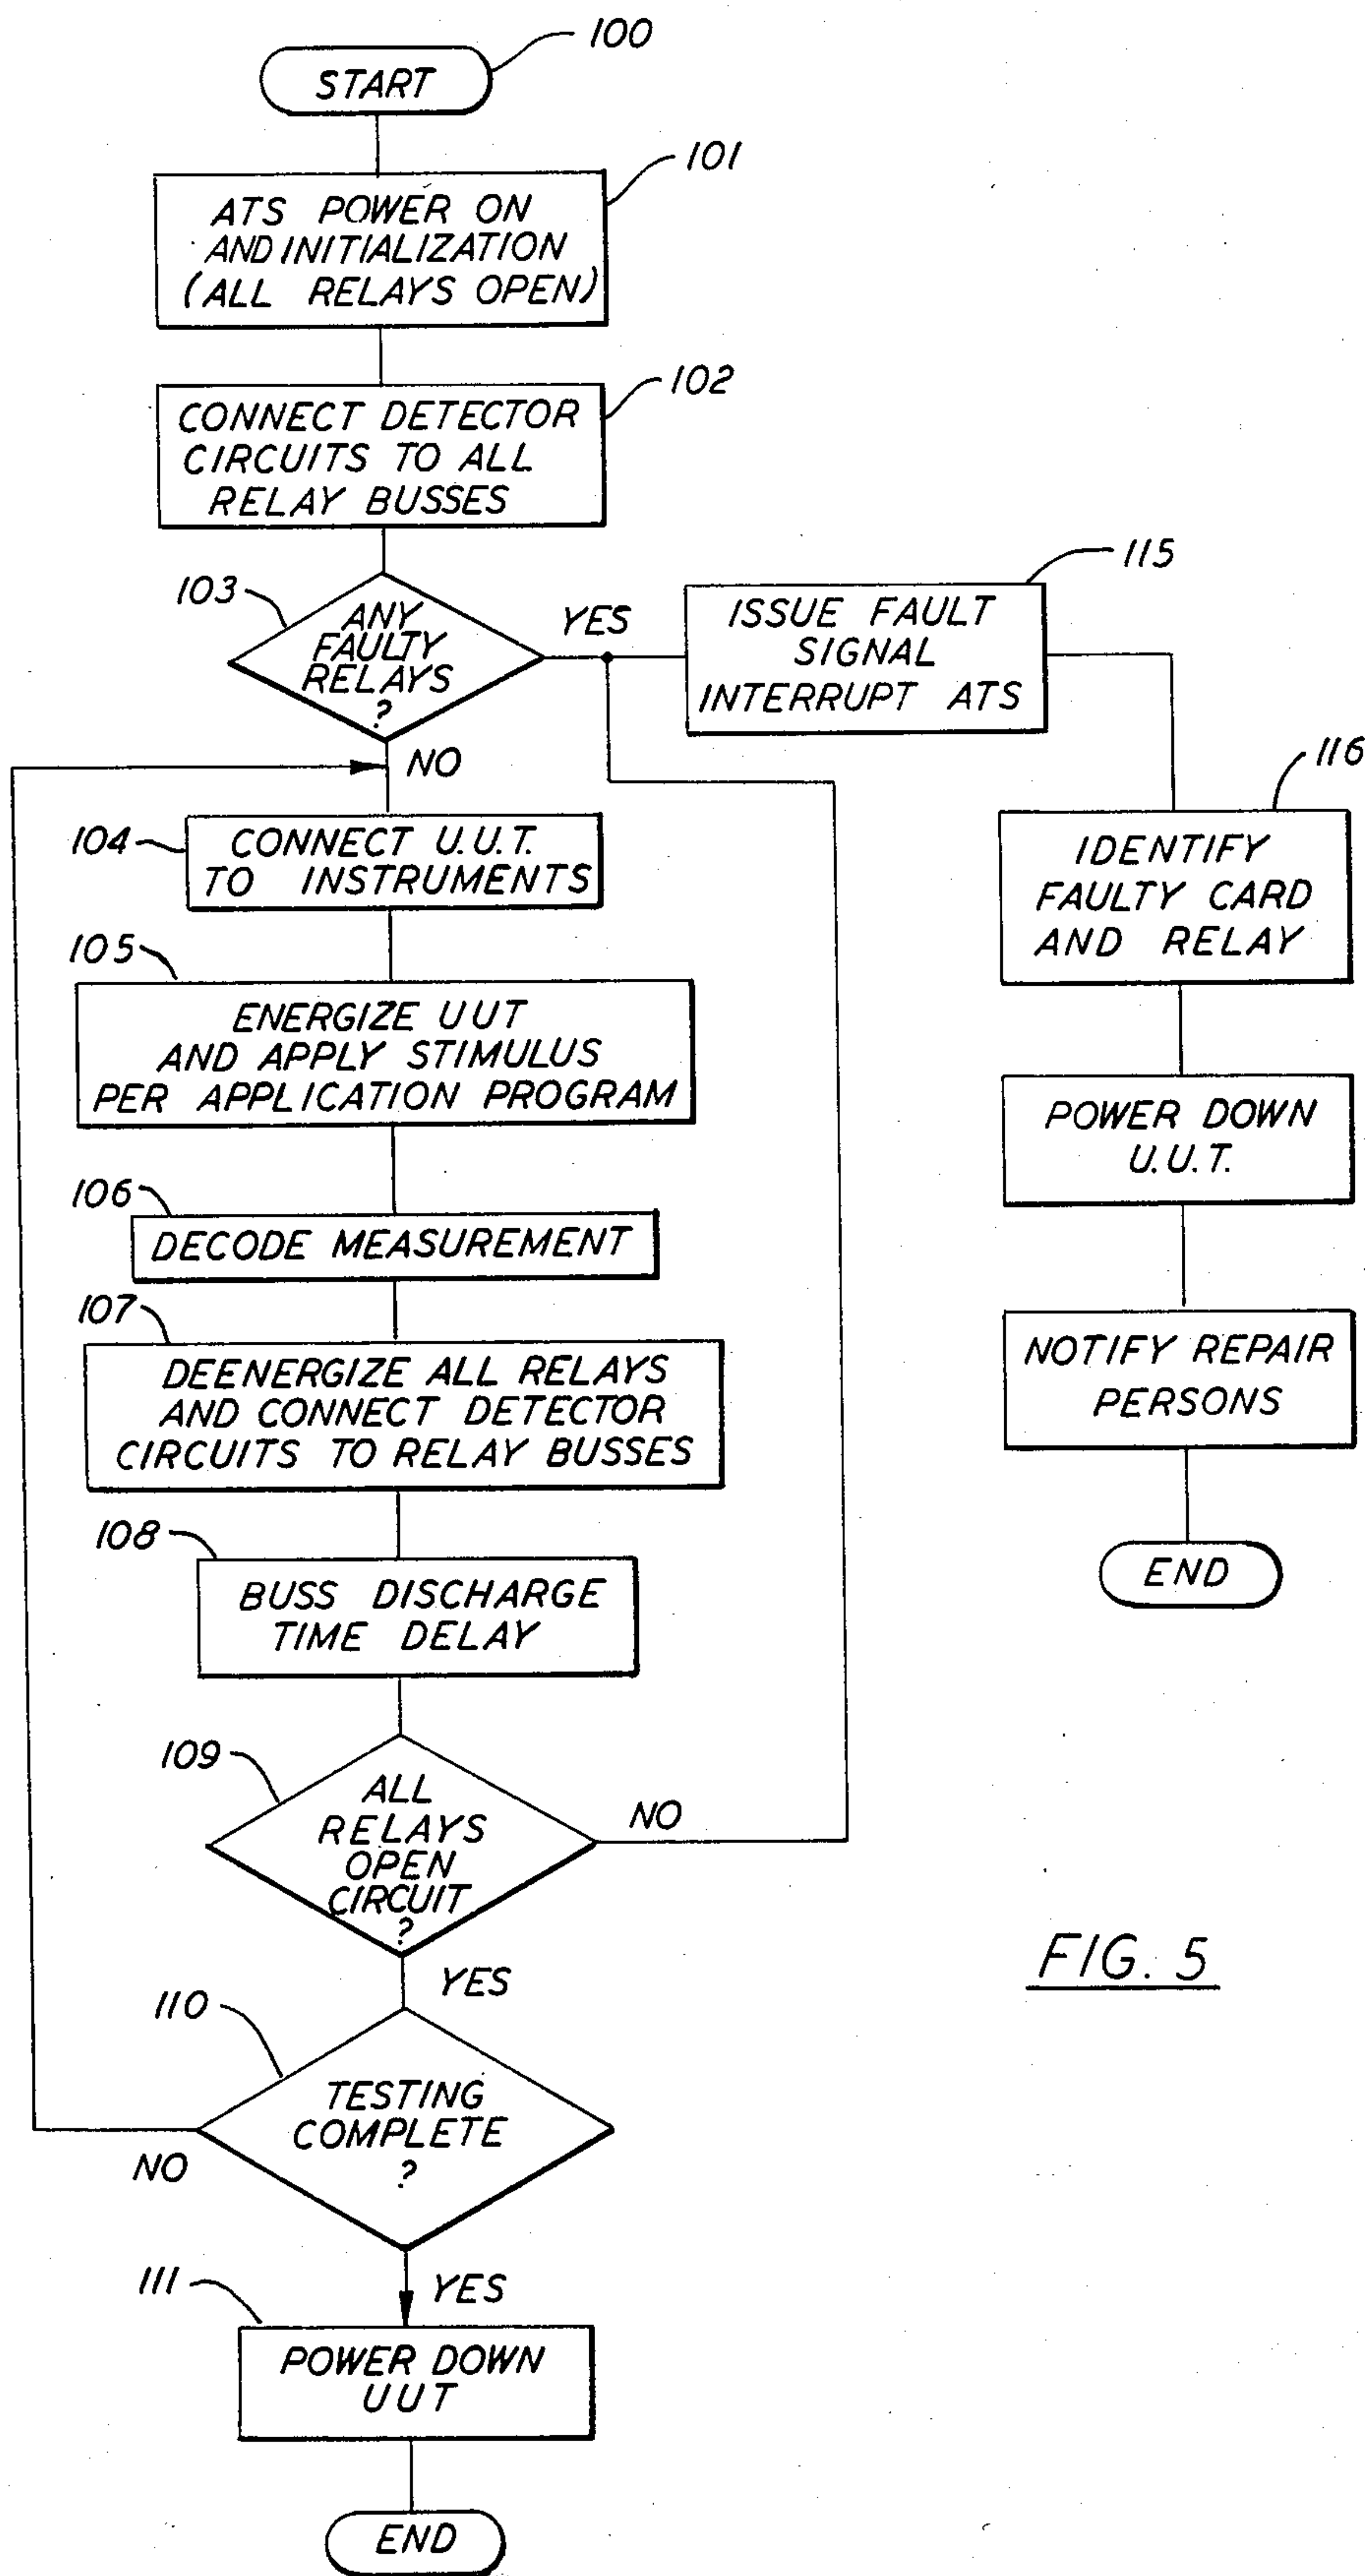 100
START
101
ATS POWER ON
AND INITIALIZATION
(ALL RELAYS OPEN)
102
CONNECT DETECTOR
CIRCUITS TO ALL
RELAY BUSSES
103
ANY
FAULTY
RELAYS
?
YES
NO
115
ISSUE FAULT
SIGNAL
INTERRUPT ATS
116
IDENTIFY
FAULTY CARD
AND RELAY
POWER DOWN
U.U.T.
NOTIFY REPAIR
PERSONS
END
104
CONNECT U.U.T.
TO INSTRUMENTS
105
ENERGIZE UUT
AND APPLY STIMULUS
PER APPLICATION PROGRAM
106
DECODE MEASUREMENT
107
DEENERGIZE ALL RELAYS
AND CONNECT DETECTOR
CIRCUITS TO RELAY BUSSES
108
BUSS DISCHARGE
TIME DELAY
109
ALL
RELAYS
OPEN
CIRCUIT
?
NO
YES
110
TESTING
COMPLETE
?
NO
YES
111
POWER DOWN
UUT
END
FIG. 5